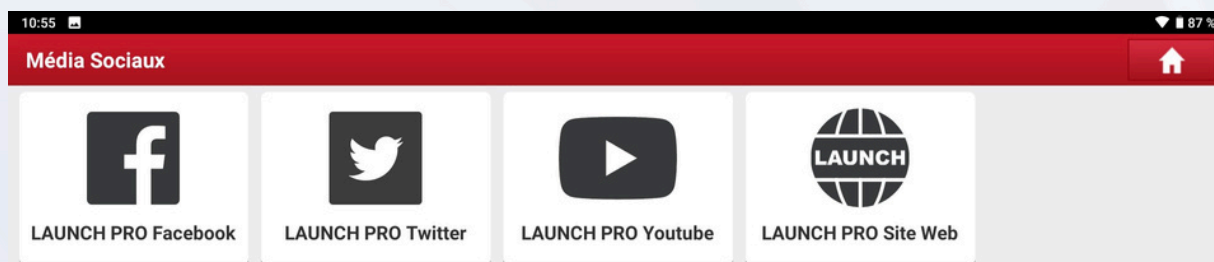 10:55 87 %
Média Sociaux
LAUNCH
LAUNCH PRO Facebook LAUNCH PRO Twitter LAUNCH PRO Youtube LAUNCH PRO Site Web